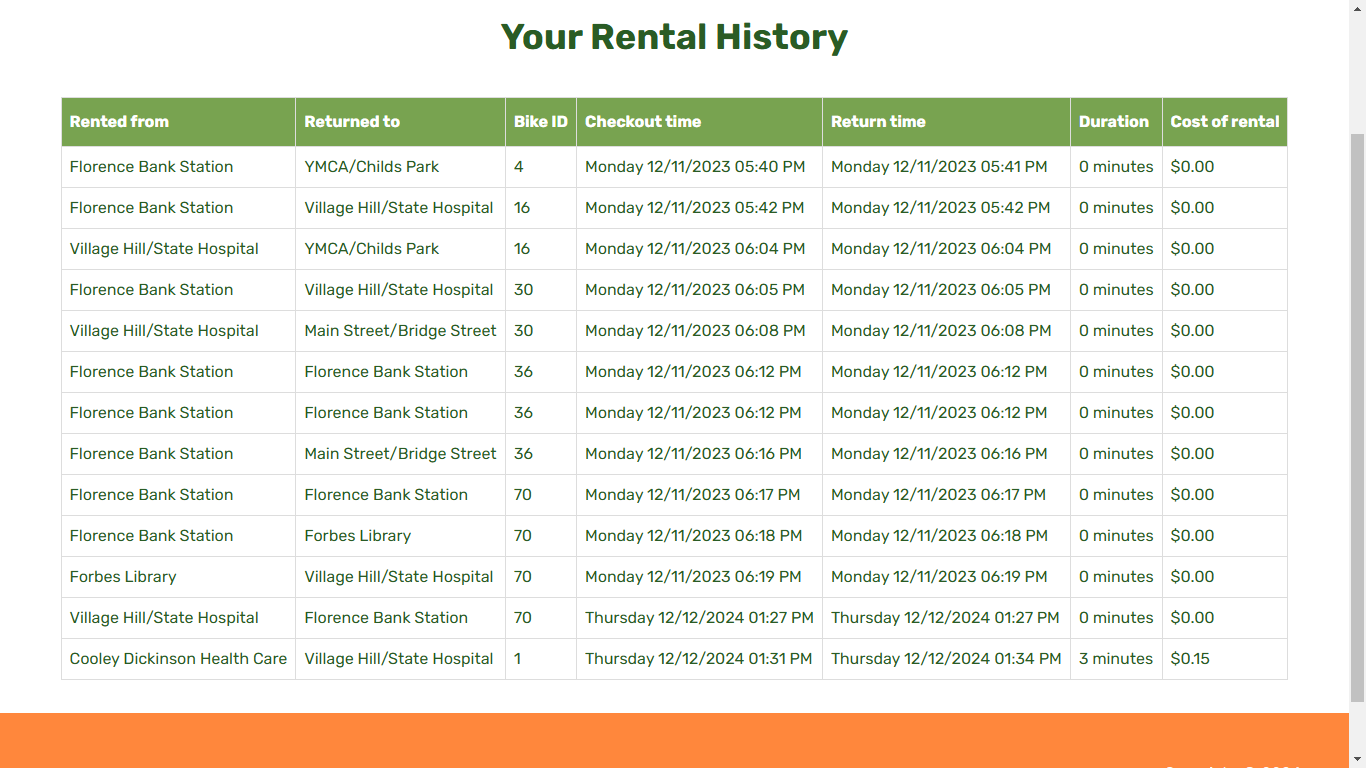 Your Rental History
Rented from Returned to Bike ID Checkout time Return time Duration Cost of rental
Florence Bank Station YMCA/Childs Park 4 Monday 12/11/2023 05:40 PM Monday 12/11/2023 05:41 PM 0 minutes $0.00
Florence Bank Station Village Hill/State Hospital 16 Monday 12/11/2023 05:42 PM Monday 12/11/2023 05:42 PM 0 minutes $0.00
Village Hill/State Hospital YMCA/Childs Park 16 Monday 12/11/2023 06:04 PM Monday 12/11/2023 06:04 PM 0 minutes $0.00
Florence Bank Station Village Hill/State Hospital 30 Monday 12/11/2023 06:05 PM Monday 12/11/2023 06:05 PM 0 minutes $0.00
Village Hill/State Hospital Main Street/Bridge Street 30 Monday 12/11/2023 06:08 PM Monday 12/11/2023 06:08 PM 0 minutes $0.00
Florence Bank Station Florence Bank Station 36 Monday 12/11/2023 06:12 PM Monday 12/11/2023 06:12 PM 0 minutes $0.00
Florence Bank Station Florence Bank Station 36 Monday 12/11/2023 06:12 PM Monday 12/11/2023 06:12 PM 0 minutes $0.00
Florence Bank Station Main Street/Bridge Street 36 Monday 12/11/2023 06:16 PM Monday 12/11/2023 06:16 PM 0 minutes $0.00
Florence Bank Station Florence Bank Station 70 Monday 12/11/2023 06:17 PM Monday 12/11/2023 06:17 PM 0 minutes $0.00
Florence Bank Station Forbes Library 70 Monday 12/11/2023 06:18 PM Monday 12/11/2023 06:18 PM 0 minutes $0.00
Forbes Library Village Hill/State Hospital 70 Monday 12/11/2023 06:19 PM Monday 12/11/2023 06:19 PM 0 minutes $0.00
Village Hill/State Hospital Florence Bank Station 70 Thursday 12/12/2024 01:27 PM Thursday 12/12/2024 01:27 PM 0 minutes $0.00
Cooley Dickinson Health Care Village Hill/State Hospital 1 Thursday 12/12/2024 01:31 PM Thursday 12/12/2024 01:34 PM 3 minutes $0.15